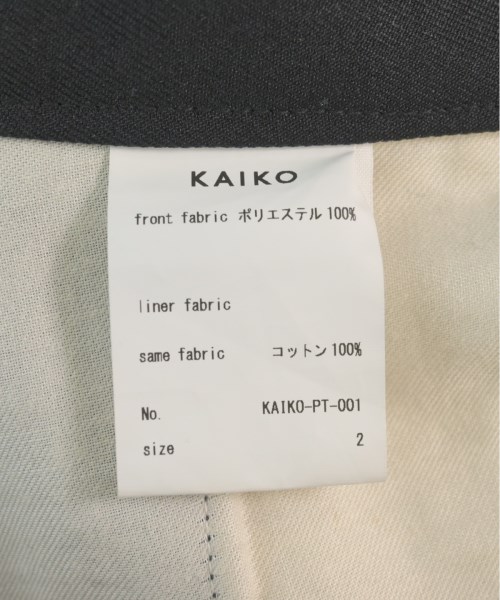 KAIKO
front fabric ポリエステル 100%
liner fabric
same fabric コットン 100%
No. KAIKO-PT-001
size 2